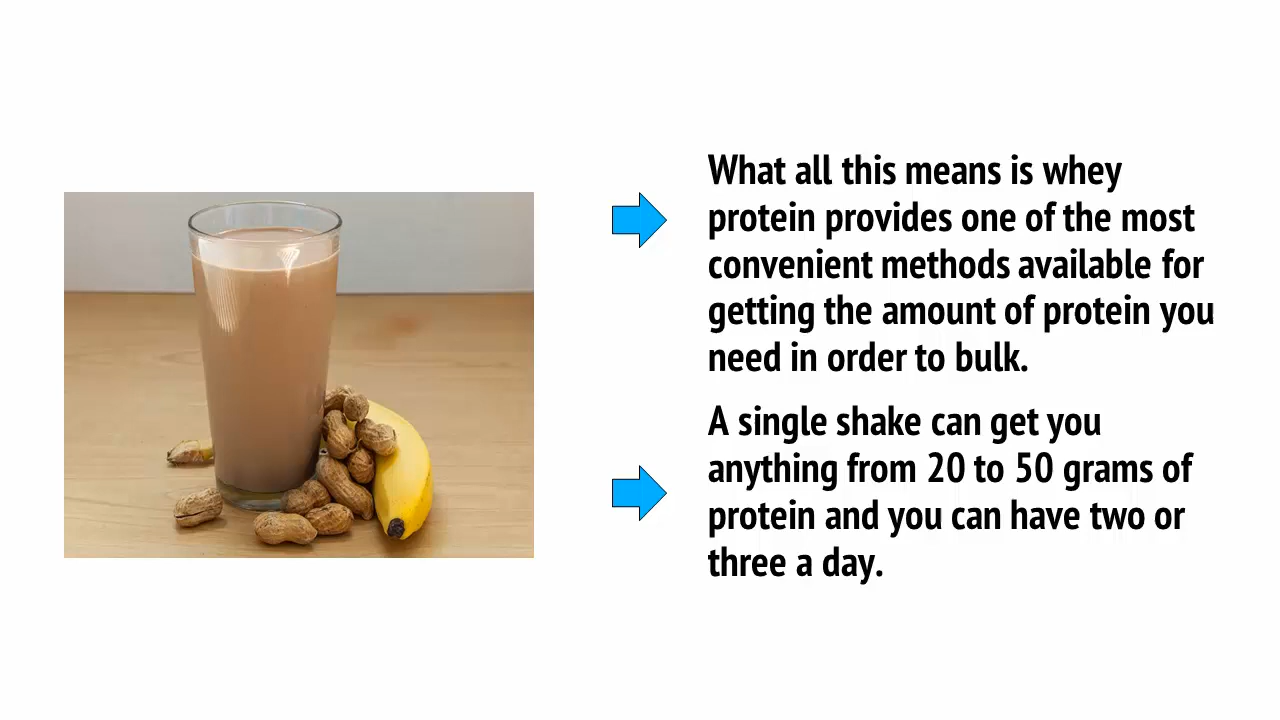 What all this means is whey
protein provides one of the most
convenient methods available for
getting the amount of protein you
need in order to bulk.
A single shake can get you
anything from 20 to 50 grams of
protein and you can have two or
three a day.